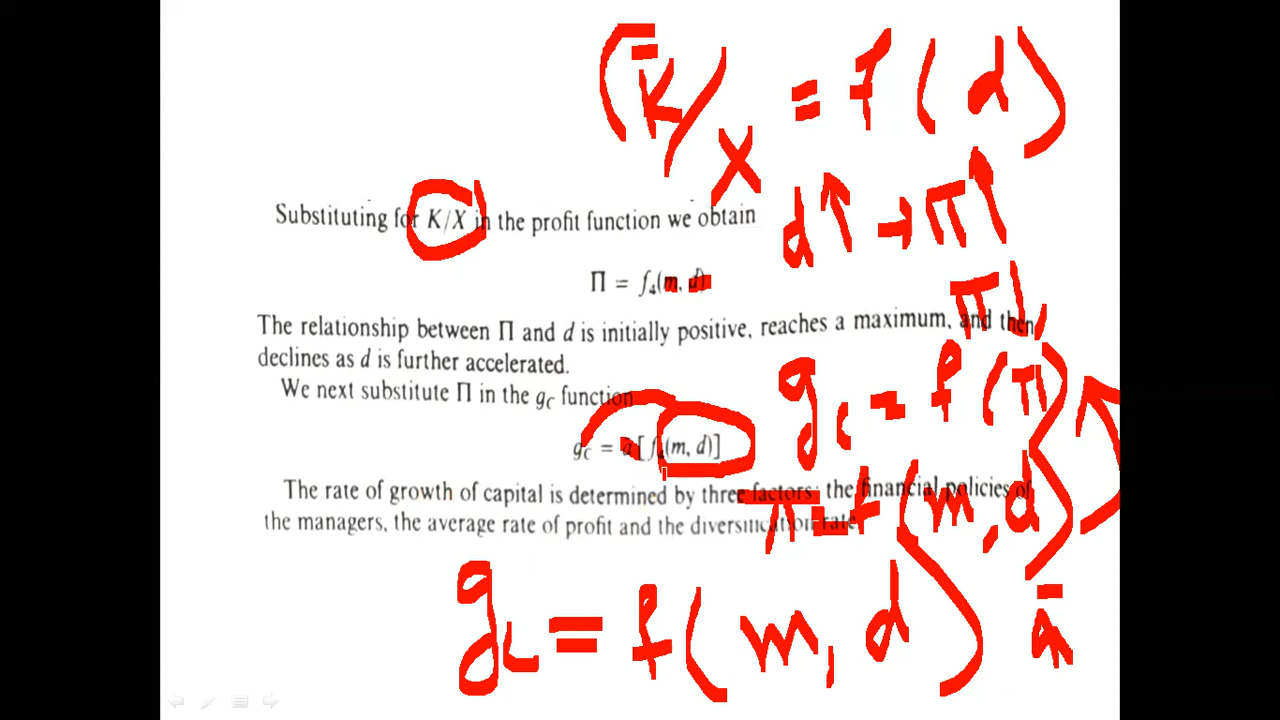 (K̄/X = f(d)
Substituting for K/X in the profit function we obtain
d↑ → π↑
Π = f₄(m, d)
π↓
The relationship between Π and d is initially positive, reaches a maximum, and then
declines as d is further accelerated.
We next substitute Π in the g_C function
g_c = f(π
g_C = a[f₄(m, d)]
The rate of growth of capital is determined by three factors: the financial policies of
the managers, the average rate of profit and the diversification rate.
π = f(m, d)
g_c = f(m, d) ā